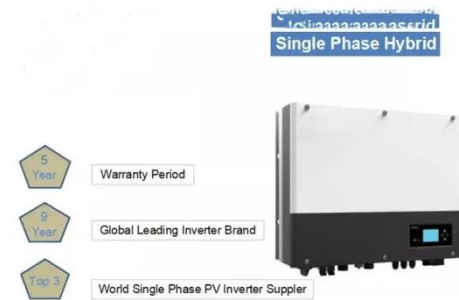 Single Phase Hybrid
5
Year
Warranty Period
9
Year
Global Leading Inverter Brand
Top 3
World Single Phase PV Inverter Suppler